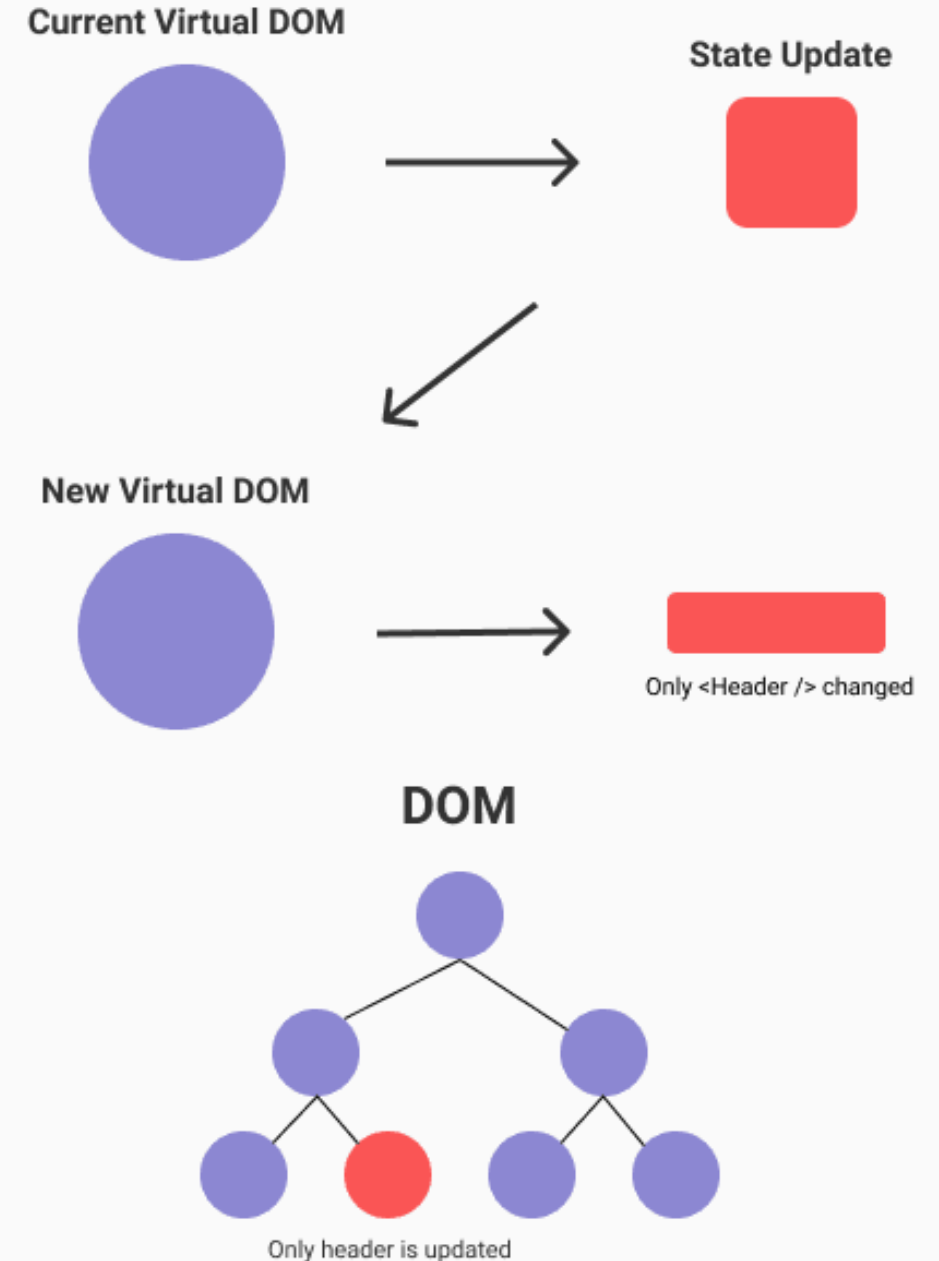 Current Virtual DOM
State Update
New Virtual DOM
Only <Header /> changed
DOM
Only header is updated